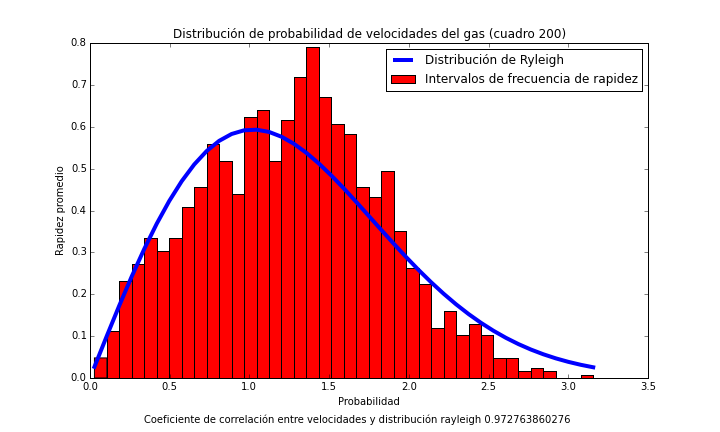 Distribución de probabilidad de velocidades del gas (cuadro 200)
Distribución de Ryleigh
Intervalos de frecuencia de rapidez
Rapidez promedio
0.8
0.7
0.6
0.5
0.4
0.3
0.2
0.1
0.0
0.0 0.5 1.0 1.5 2.0 2.5 3.0 3.5
Probabilidad
Coeficiente de correlación entre velocidades y distribución rayleigh 0.972763860276